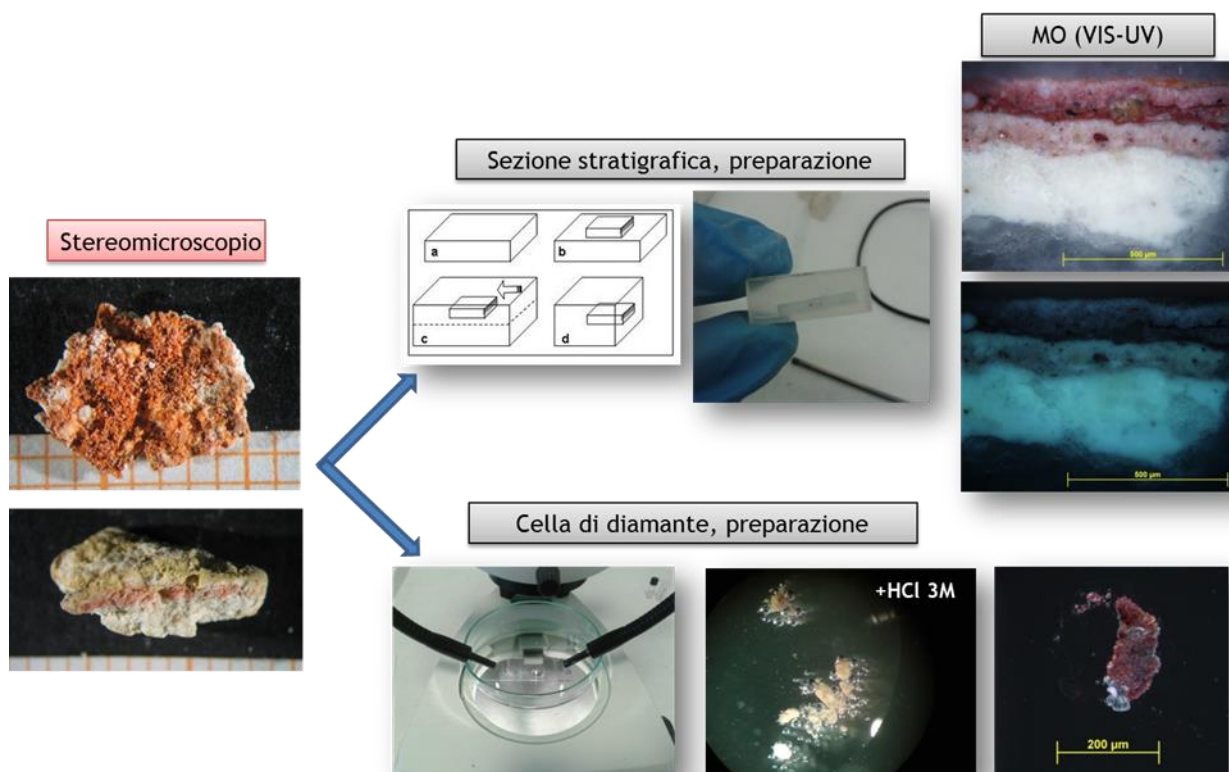 MO (VIS-UV)
Sezione stratigrafica, preparazione
Stereomicroscopio
a
b
c
d
500 µm
500 µm
Cella di diamante, preparazione
+HCl 3M
200 µm